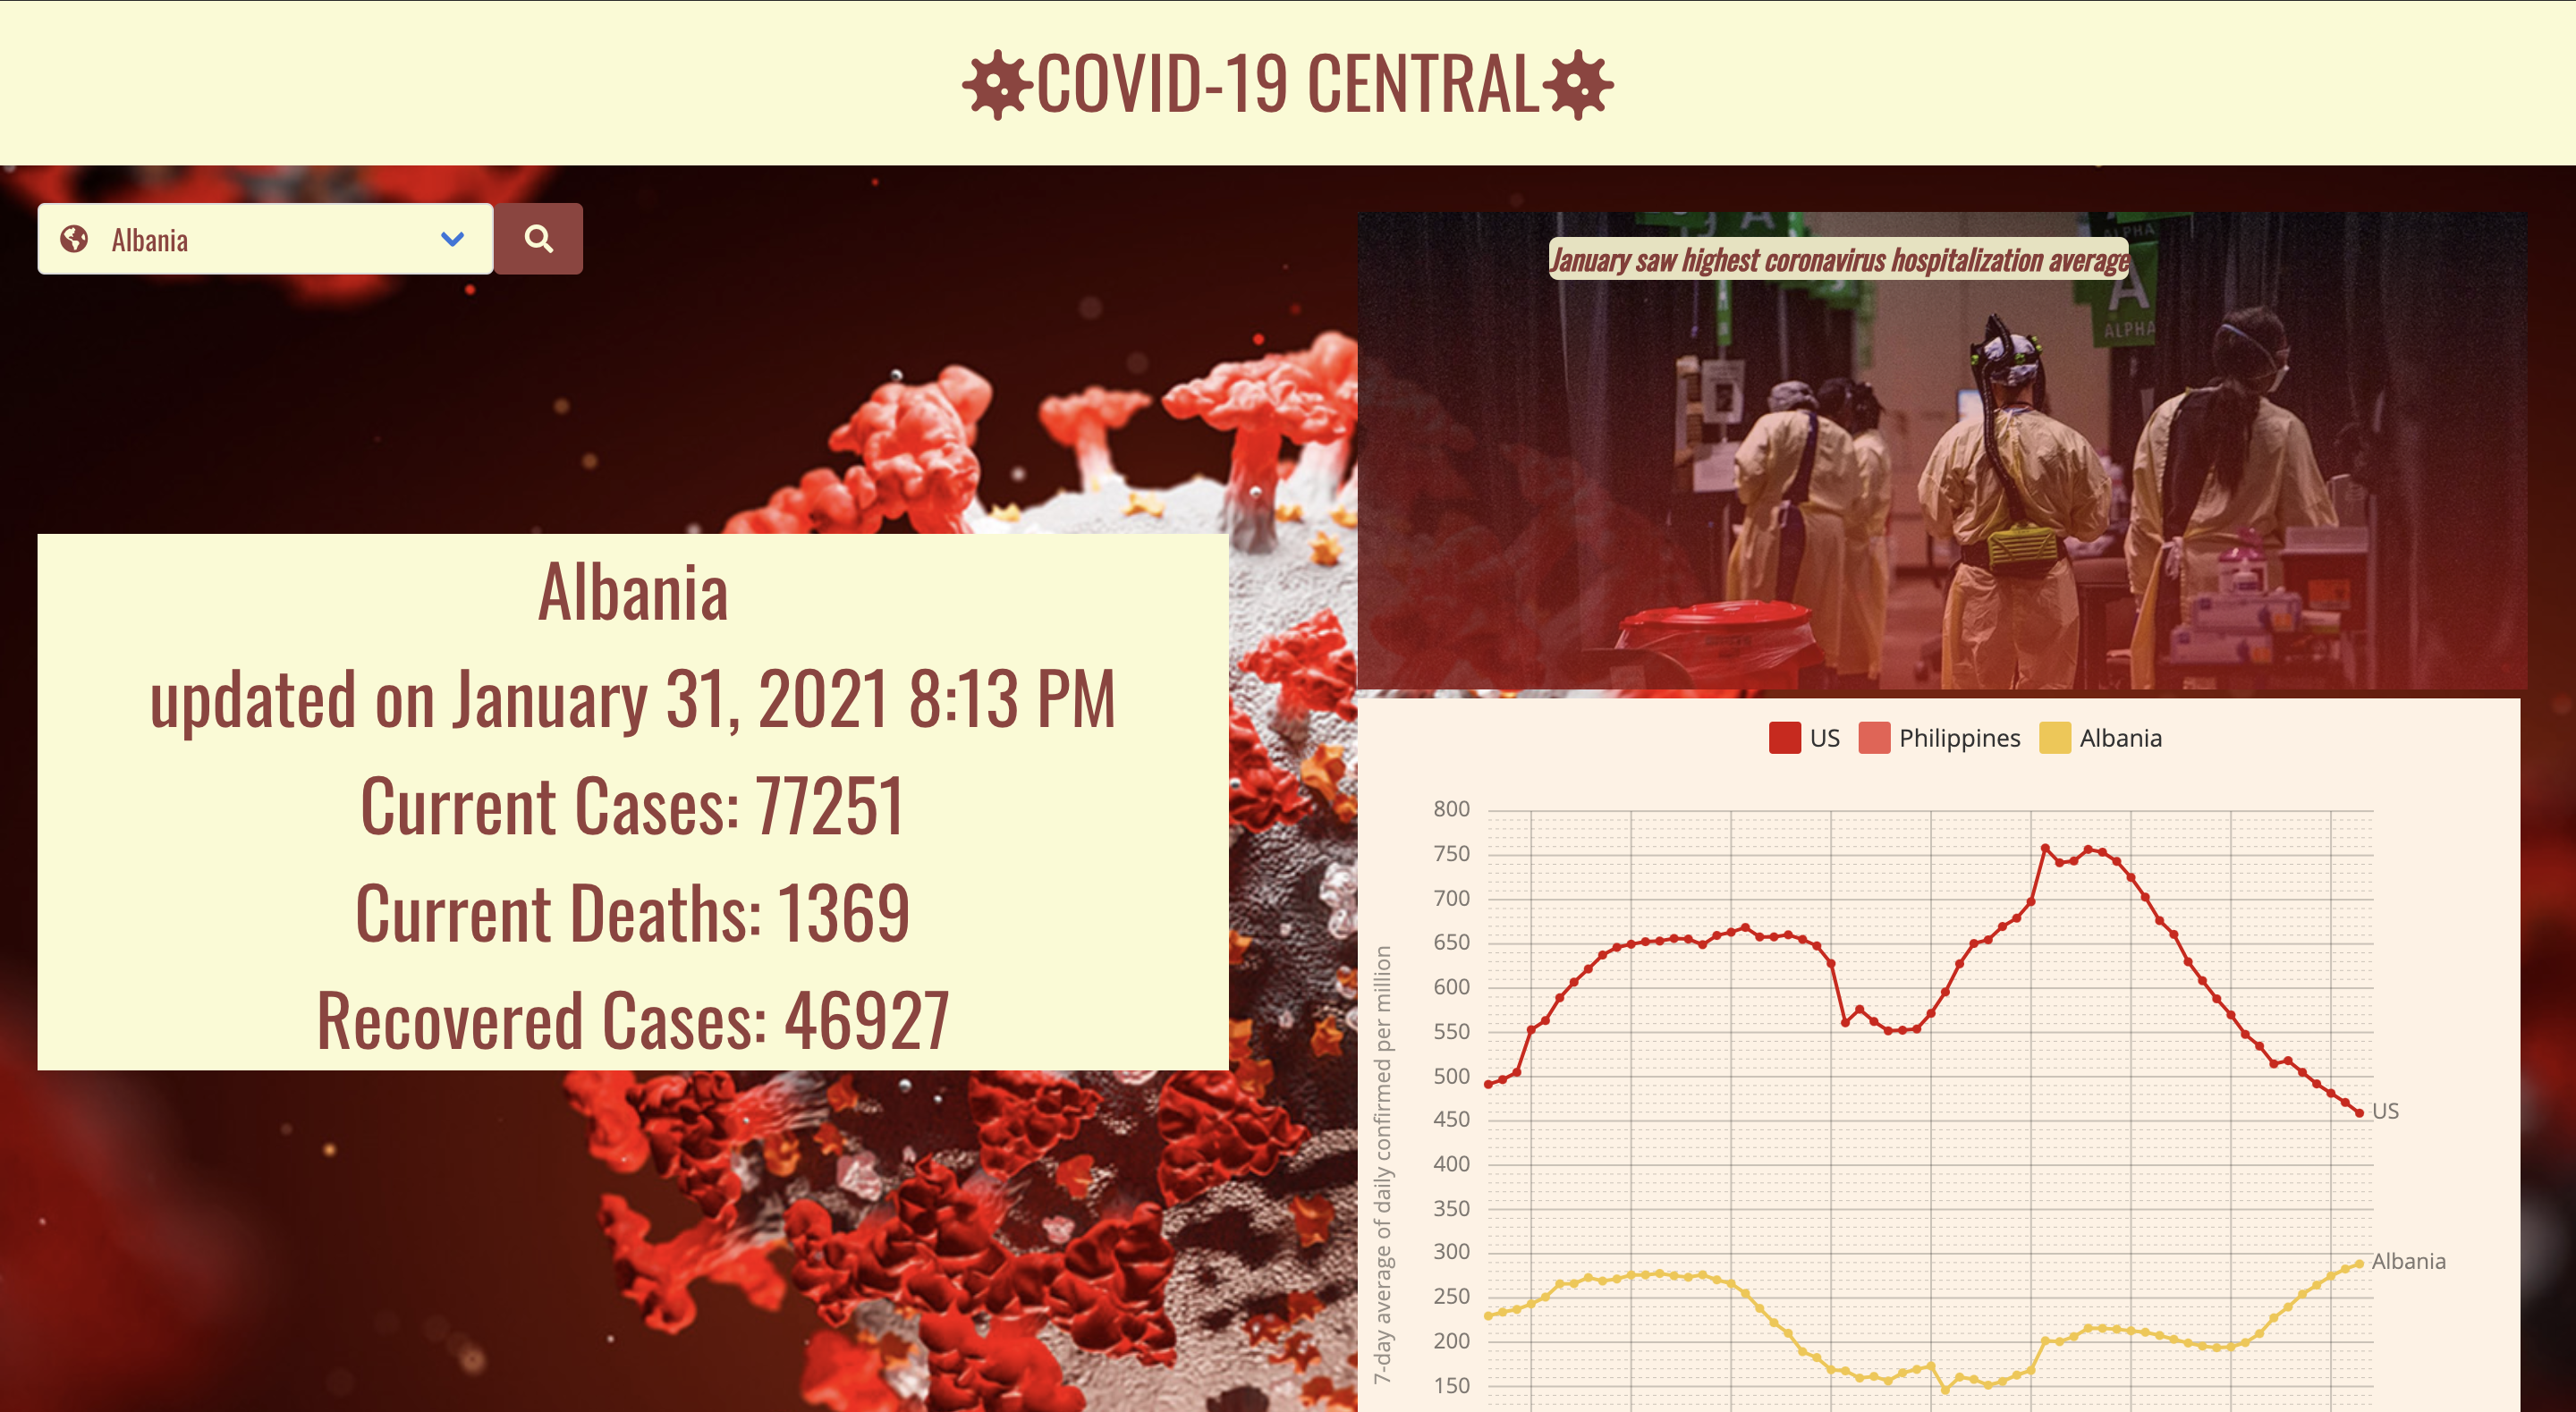 COVID-19 CENTRAL
Albania
Albania
updated on January 31, 2021 8:13 PM
Current Cases: 77251
Current Deaths: 1369
Recovered Cases: 46927
January saw highest coronavirus hospitalization average
ALPHA
A
A
ALPHA
US Philippines Albania
7-day average of daily confirmed per million
800
750
700
650
600
550
500
450
400
350
300
250
200
150
US
Albania